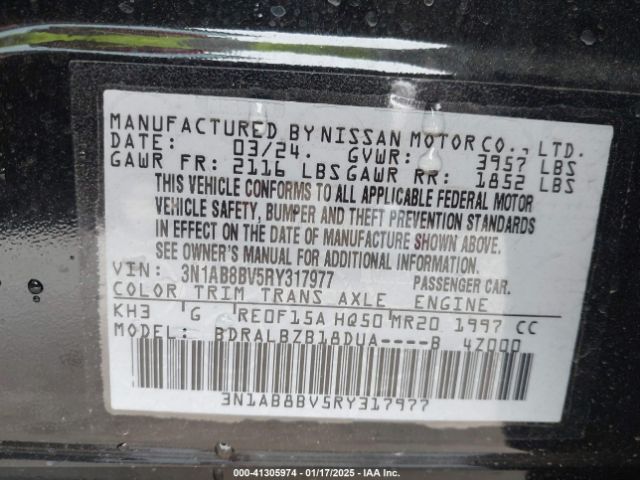 MANUFACTURED BY NISSAN MOTOR CO., LTD.
DATE: 03/24. GVWR: 3957 LBS
GAWR FR: 2116 LBS GAWR RR: 1852 LBS
THIS VEHICLE CONFORMS TO ALL APPLICABLE FEDERAL MOTOR
VEHICLE SAFETY, BUMPER AND THEFT PREVENTION STANDARDS
IN EFFECT ON THE DATE OF MANUFACTURE SHOWN ABOVE.
SEE OWNER'S MANUAL FOR ADDITIONAL INFORMATION.
VIN: 3N1AB8BV5RY317977 PASSENGER CAR.
COLOR TRIM TRANS AXLE ENGINE
KH3 G RE0F15A HQ50 MR20 1997 CC
MODEL: BDRALBZB18DUA----B 4Z000
3N1AB8BV5RY317977
000-41305974 - 01/17/2025 - IAA Inc.